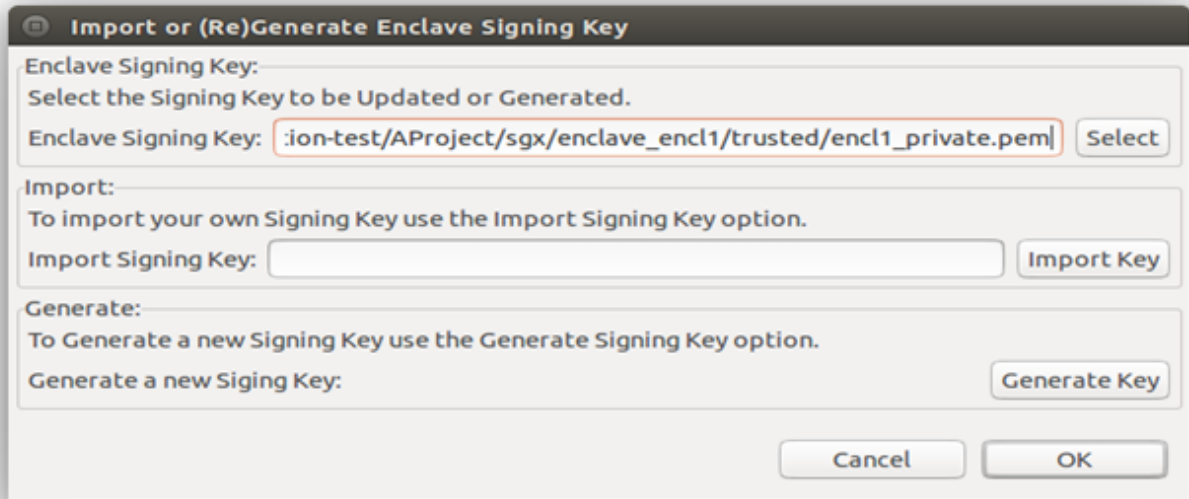 Import or (Re)Generate Enclave Signing Key
Enclave Signing Key:
Select the Signing Key to be Updated or Generated.
Enclave Signing Key: :ion-test/AProject/sgx/enclave_encl1/trusted/encl1_private.pem Select
Import:
To import your own Signing Key use the Import Signing Key option.
Import Signing Key: Import Key
Generate:
To Generate a new Signing Key use the Generate Signing Key option.
Generate a new Siging Key: Generate Key
Cancel OK